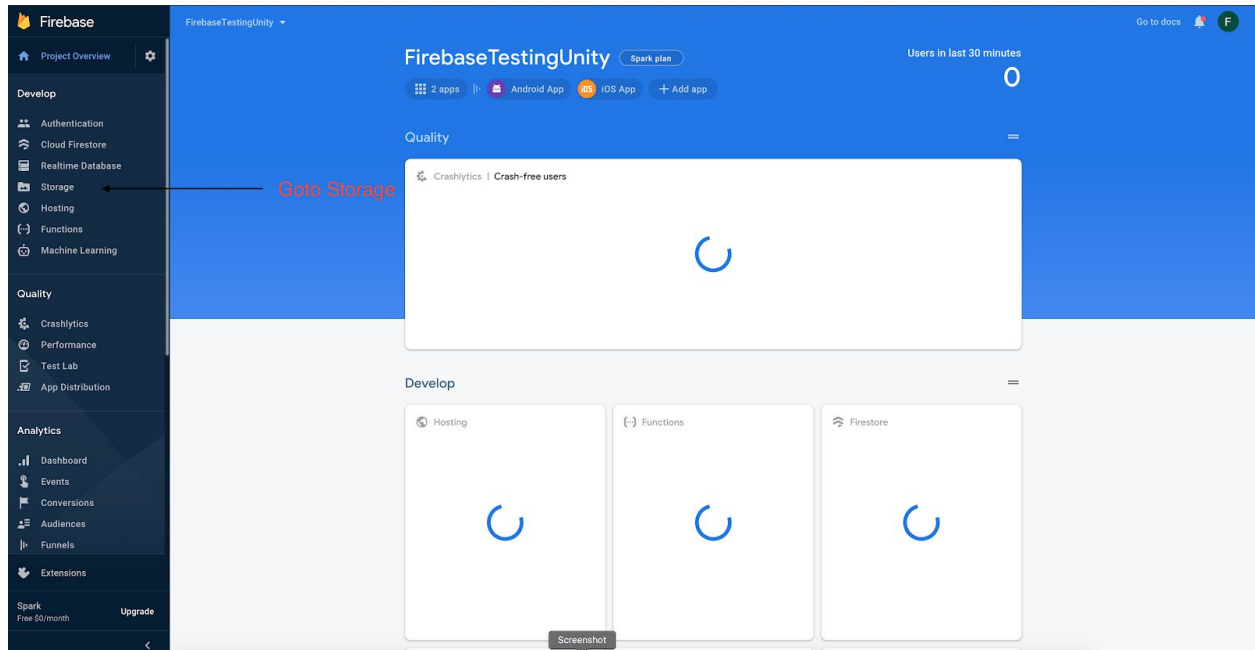 Firebase
Project Overview
Develop
Authentication
Cloud Firestore
Realtime Database
Storage
Hosting
Functions
Machine Learning
Quality
Crashlytics
Performance
Test Lab
App Distribution
Analytics
Dashboard
Events
Conversions
Audiences
Funnels
Extensions
Spark
Free $0/month
Upgrade
Goto Storage
FirebaseTestingUnity
Go to docs
F
FirebaseTestingUnity Spark plan
2 apps Android App iOS iOS App + Add app
Users in last 30 minutes
0
Quality
Crashlytics | Crash-free users
Develop
Hosting
Functions
Firestore
Screenshot